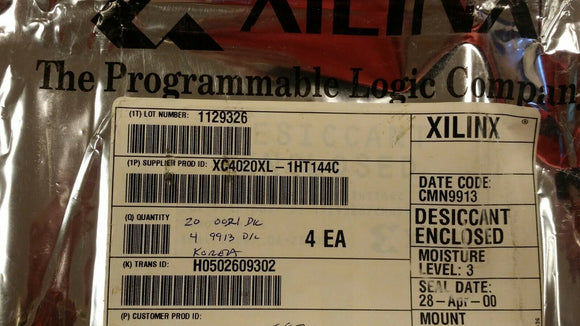 XILINX
The Programmable Logic Company
(1T) LOT NUMBER: 1129326
XILINX ®
(1P) SUPPLIER PROD ID: XC4020XL-1HT144C
DATE CODE:
CMN9913
(Q) QUANTITY
20 0021 D/C
4 9913 D/C
KOREA
4 EA
DESICCANT
ENCLOSED
MOISTURE
LEVEL: 3
(K) TRANS ID: H0502609302
SEAL DATE:
28-Apr-00
(P) CUSTOMER PROD ID:
MOUNT